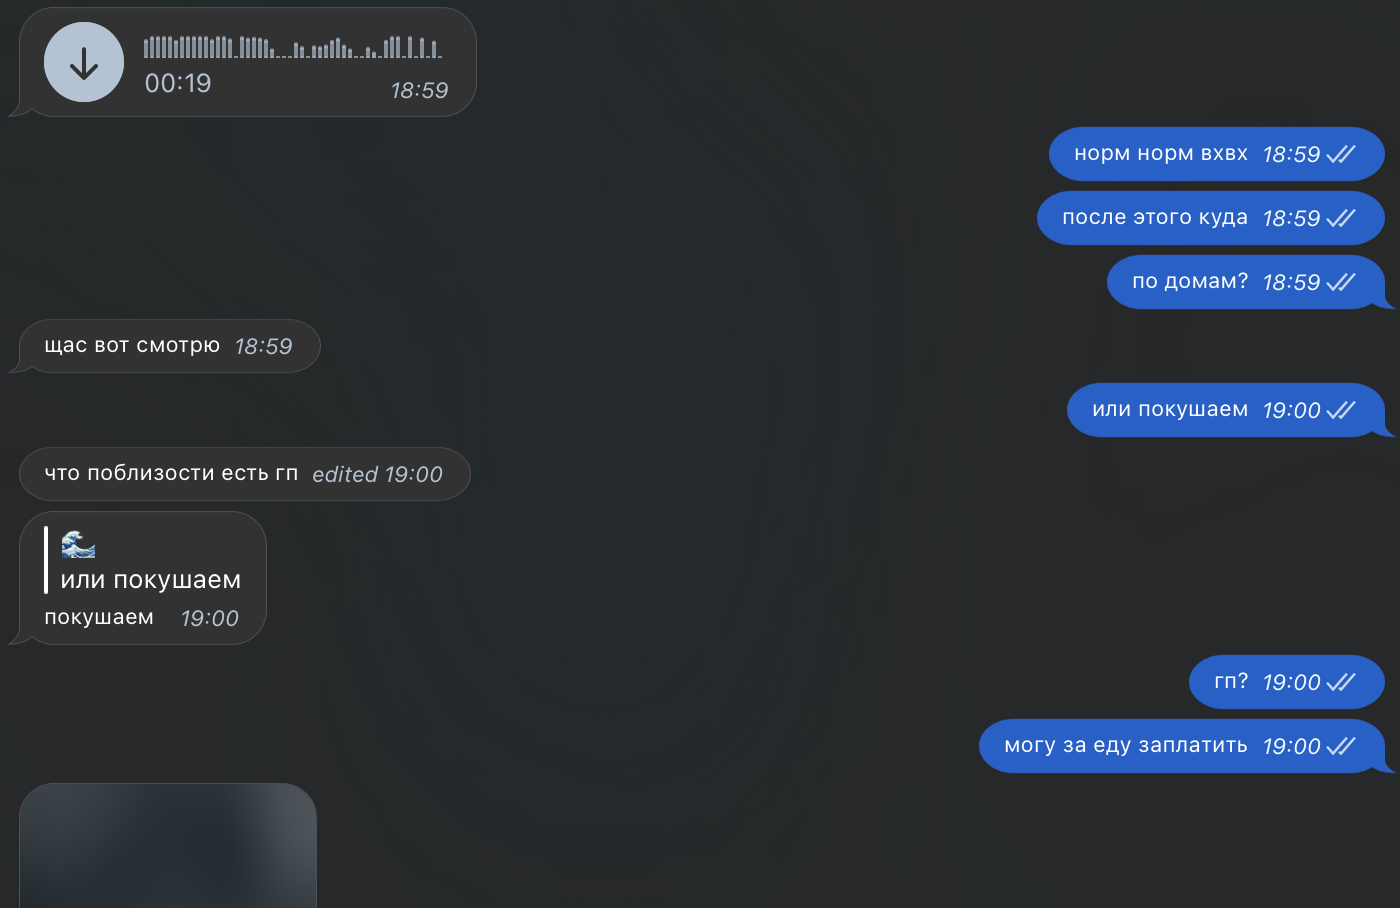 00:19 18:59
норм норм вхвх 18:59
после этого куда 18:59
по домам? 18:59
щас вот смотрю 18:59
или покушаем 19:00
что поблизости есть гп edited 19:00
🌊
или покушаем
покушаем 19:00
гп? 19:00
могу за еду заплатить 19:00